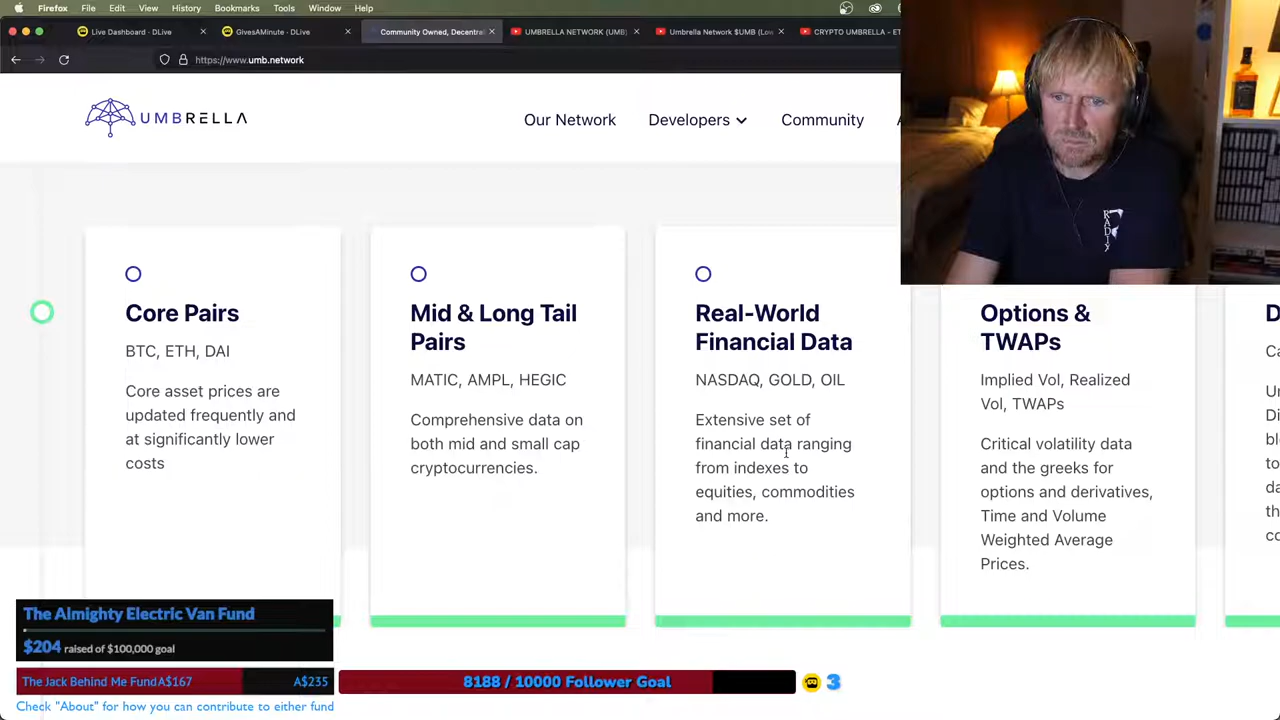 Firefox File Edit View History Bookmarks Tools Window Help
Live Dashboard - DLive
GivesAMinute - DLive
Community Owned, Decentral
UMBRELLA NETWORK (UMB)
Umbrella Network $UMB (Low
CRYPTO UMBRELLA - ET
https://www.umb.network
UMBRELLA
Our Network
Developers
Community
Core Pairs
BTC, ETH, DAI
Core asset prices are
updated frequently and
at significantly lower
costs
Mid & Long Tail
Pairs
MATIC, AMPL, HEGIC
Comprehensive data on
both mid and small cap
cryptocurrencies.
Real-World
Financial Data
NASDAQ, GOLD, OIL
Extensive set of
financial data ranging
from indexes to
equities, commodities
and more.
Options &
TWAPs
Implied Vol, Realized
Vol, TWAPs
Critical volatility data
and the greeks for
options and derivatives,
Time and Volume
Weighted Average
Prices.
RADIY
The Almighty Electric Van Fund
$204 raised of $100,000 goal
The Jack Behind Me Fund A$167 A$235
8188 / 10000 Follower Goal
3
Check "About" for how you can contribute to either fund